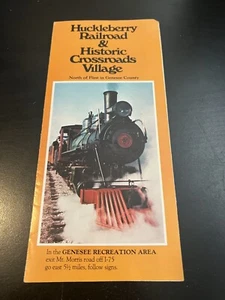 Huckleberry
Railroad
&
Historic
Crossroads
Village
North of Flint in Genesee County
In the GENESEE RECREATION AREA
exit Mt. Morris road off I-75
go east 5½ miles, follow signs.